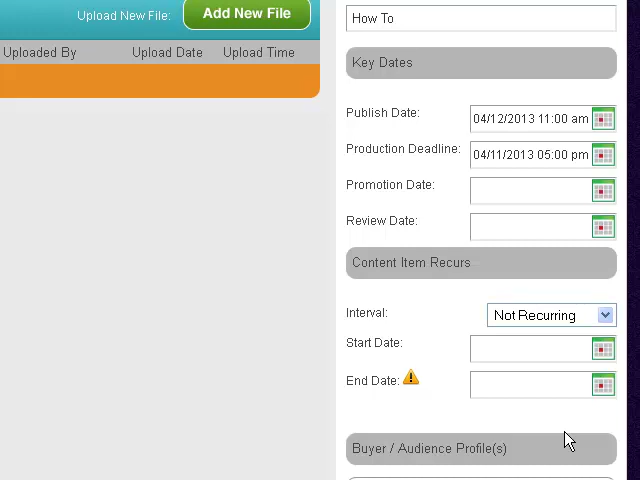 Upload New File: Add New File
Uploaded By Upload Date Upload Time
How To
Key Dates
Publish Date: 04/12/2013 11:00 am
Production Deadline: 04/11/2013 05:00 pm
Promotion Date:
Review Date:
Content Item Recurs
Interval: Not Recurring
Start Date:
End Date:
Buyer / Audience Profile(s)